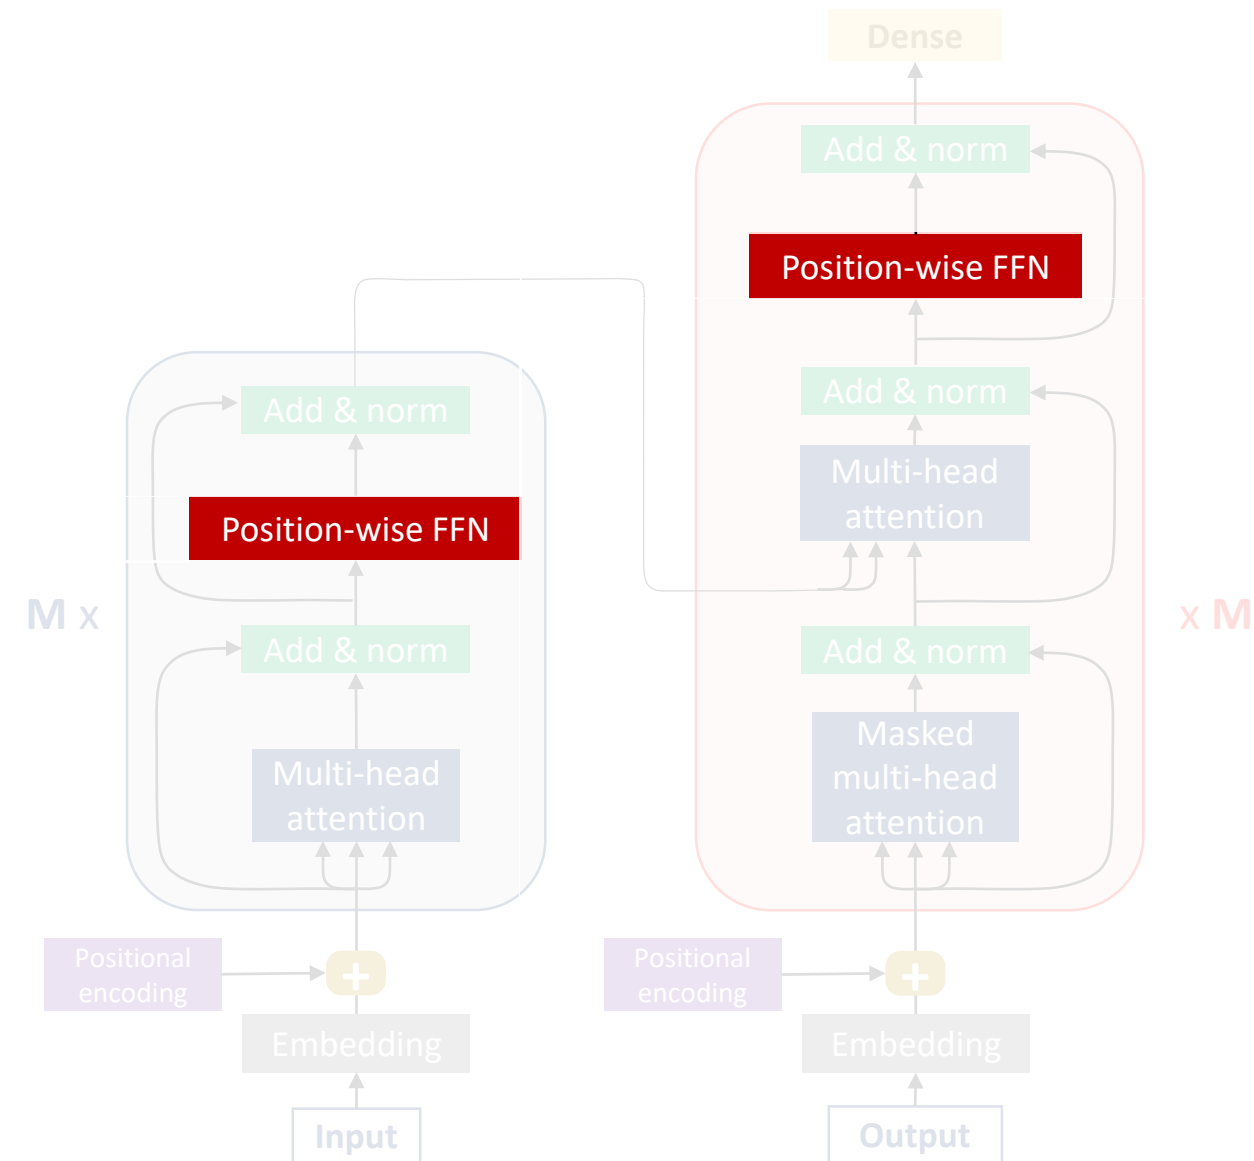 Dense
Add & norm
Position-wise FFN
Add & norm
Multi-head
attention
Add & norm
Masked
multi-head
attention
x M
Positional
encoding
+
Embedding
Output
Add & norm
Position-wise FFN
Add & norm
Multi-head
attention
M x
Positional
encoding
+
Embedding
Input